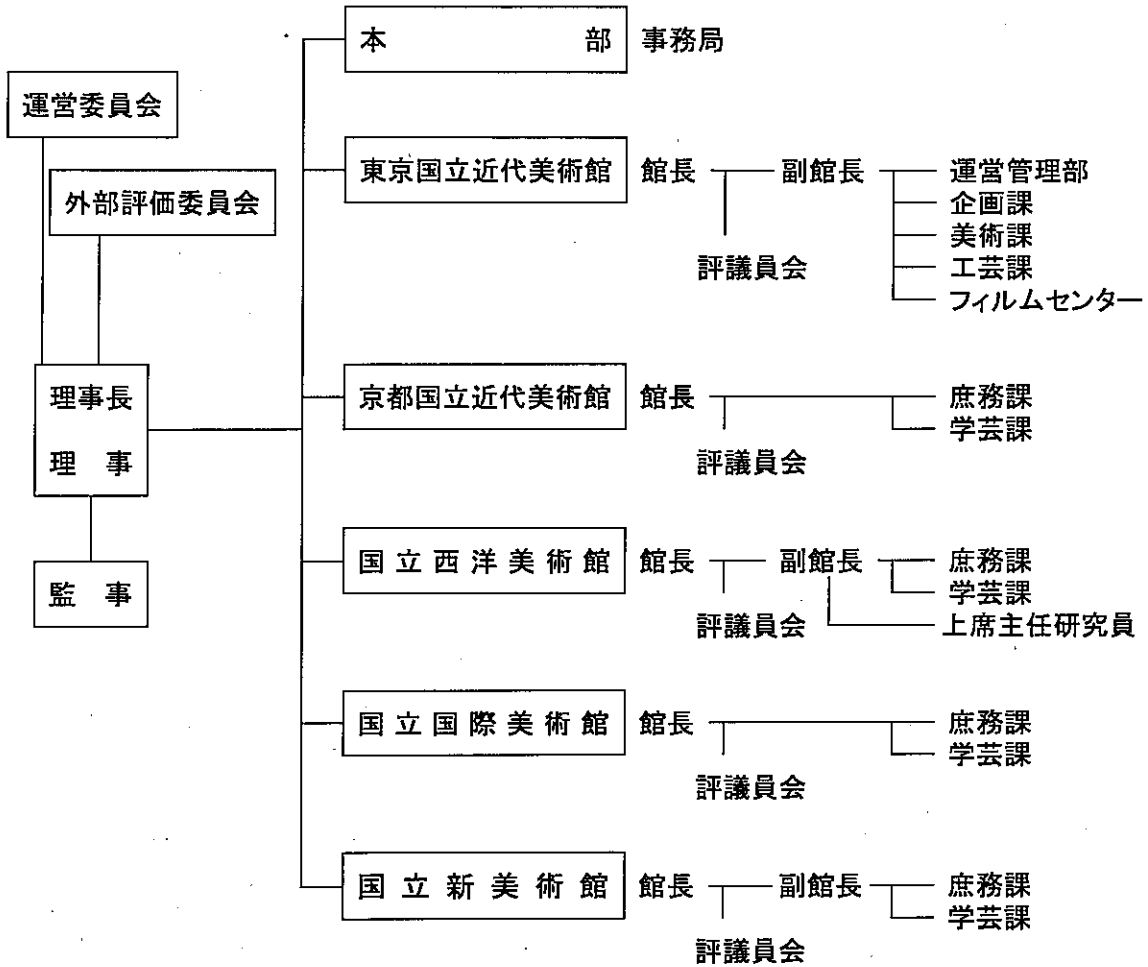 本 部 事務局
運営委員会
外部評価委員会
理事長
理 事
監 事
東京国立近代美術館 館長 副館長 運営管理部
企画課
美術課
評議員会 工芸課
フィルムセンター
京都国立近代美術館 館長 庶務課
学芸課
評議員会
国立西洋美術館 館長 副館長 庶務課
学芸課
評議員会 上席主任研究員
国立国際美術館 館長 庶務課
学芸課
評議員会
国立新美術館 館長 副館長 庶務課
学芸課
評議員会